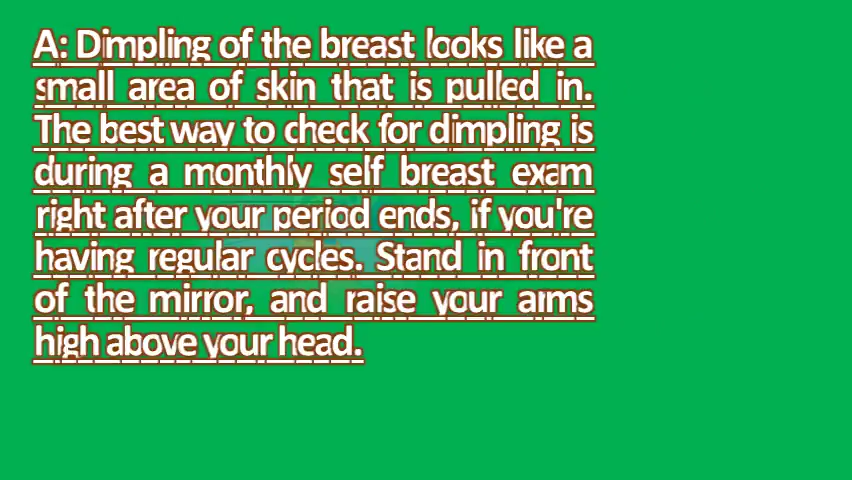 A: Dimpling of the breast looks like a
small area of skin that is pulled in.
The best way to check for dimpling is
during a monthly self breast exam
right after your period ends, if you're
having regular cycles. Stand in front
of the mirror, and raise your arms
high above your head.